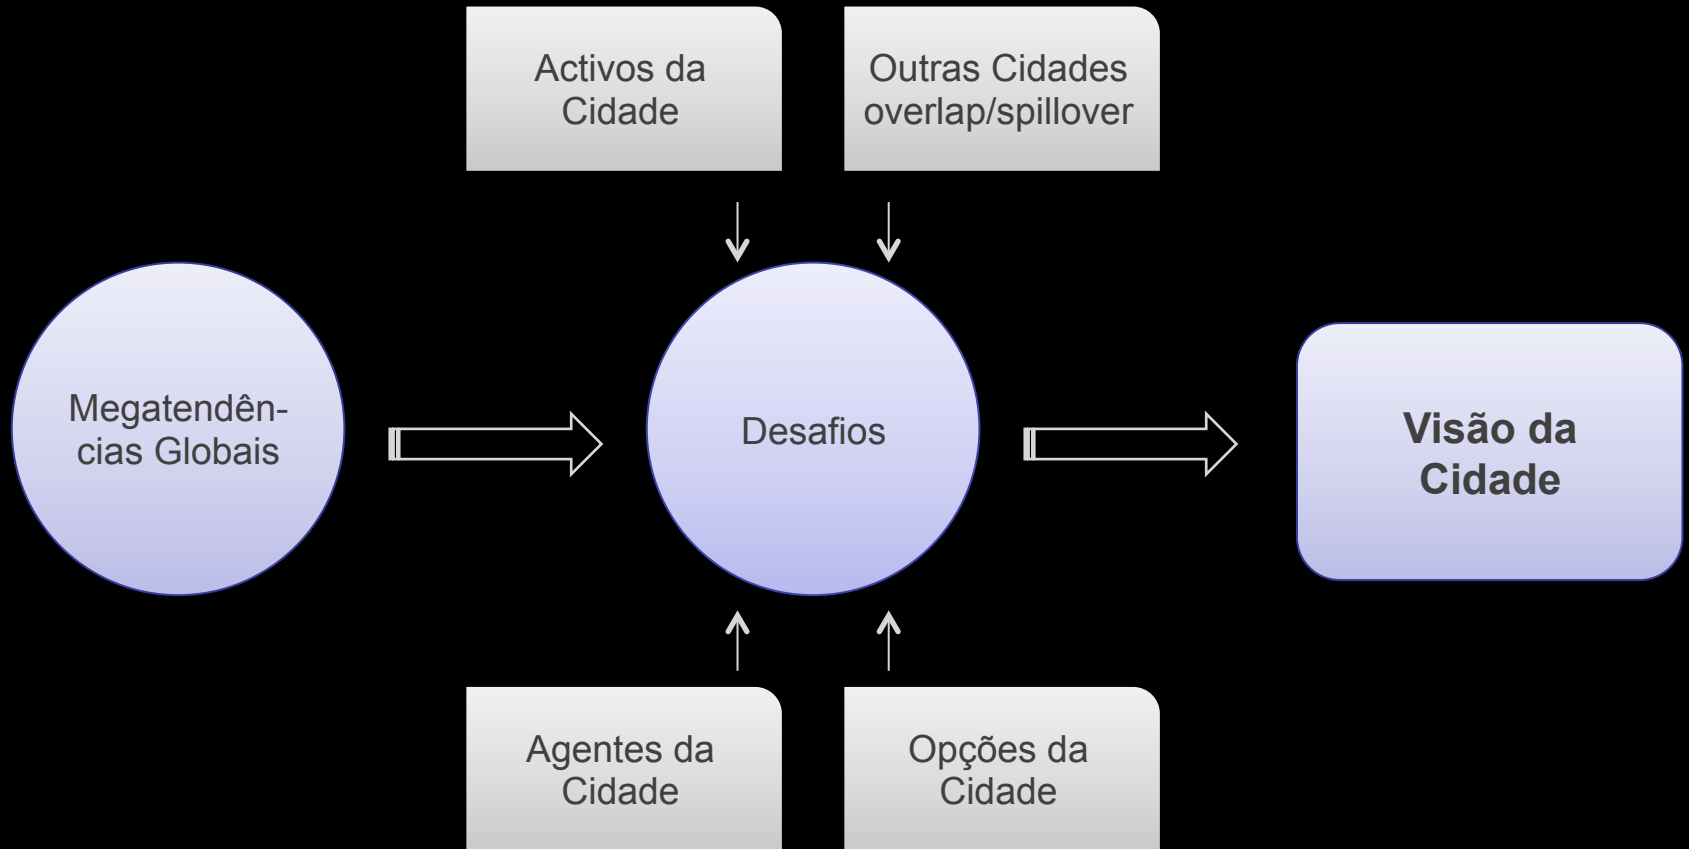 Activos da
Cidade
Outras Cidades
overlap/spillover
Megatendên-
cias Globais
Desafios
Visão da
Cidade
Agentes da
Cidade
Opções da
Cidade